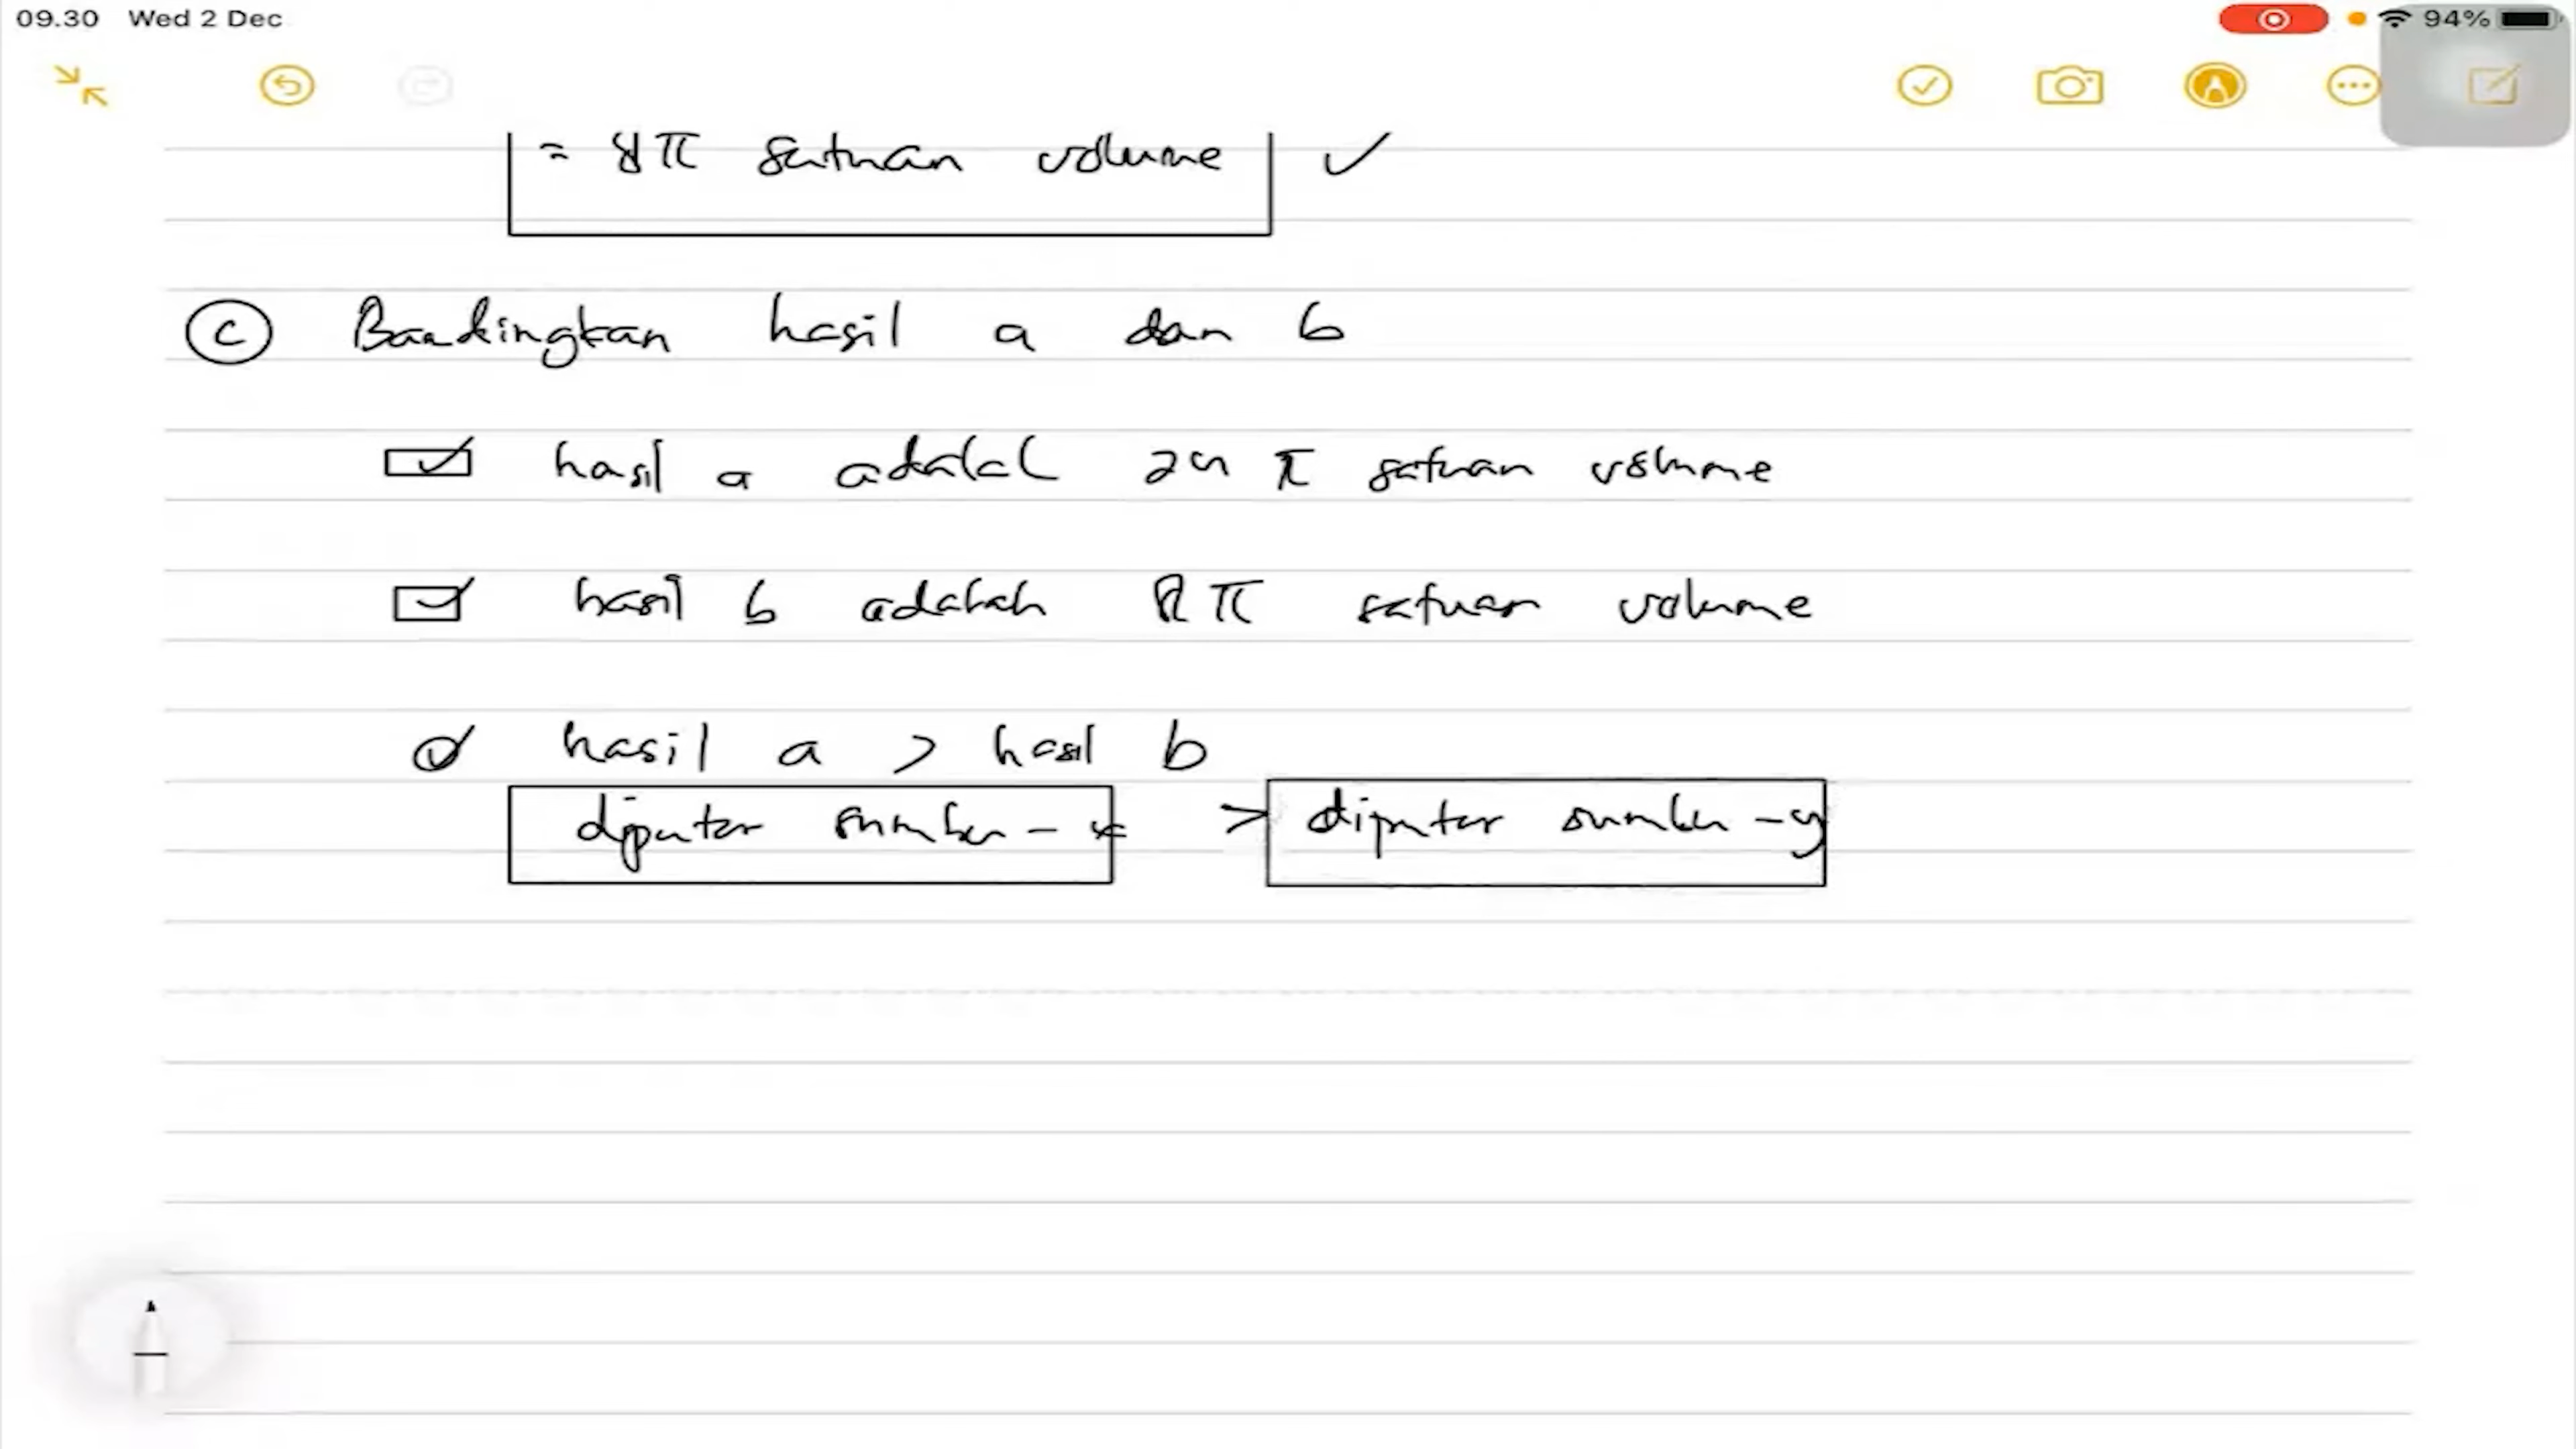 09.30 Wed 2 Dec 94%
= 8π satuan volume ✓
c Bandingkan hasil a dan b
hasil a adalah 24 π satuan volume
hasil b adalah 8π satuan volume
hasil a > hasil b
diputar sumbu - x > diputar sumbu - y